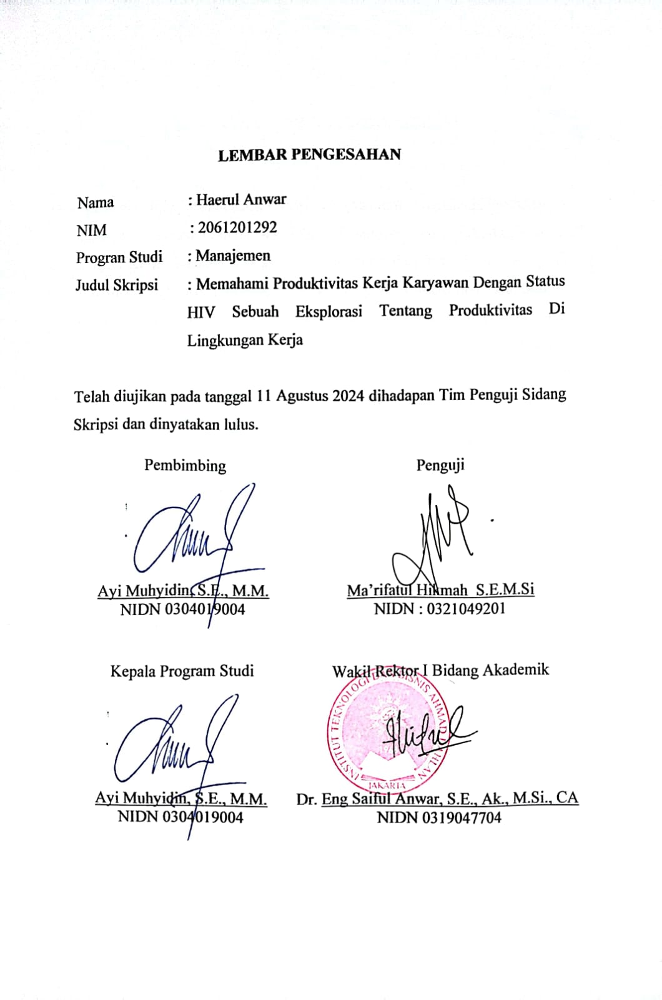 LEMBAR PENGESAHAN
Nama : Haerul Anwar
NIM : 2061201292
Progran Studi : Manajemen
Judul Skripsi : Memahami Produktivitas Kerja Karyawan Dengan Status
HIV Sebuah Eksplorasi Tentang Produktivitas Di
Lingkungan Kerja
Telah diujikan pada tanggal 11 Agustus 2024 dihadapan Tim Penguji Sidang
Skripsi dan dinyatakan lulus.
Pembimbing Penguji
Ayi Muhyidin, S.E., M.M. Ma'rifatul Hikmah S.E.M.Si
NIDN 0304019004 NIDN : 0321049201
Kepala Program Studi Wakil Rektor I Bidang Akademik
INSTITUT TEKNOLOGI DAN BISNIS AHMAD DAHLAN
JAKARTA
Ayi Muhyidin, S.E., M.M. Dr. Eng Saiful Anwar, S.E., Ak., M.Si., CA
NIDN 0304019004 NIDN 0319047704